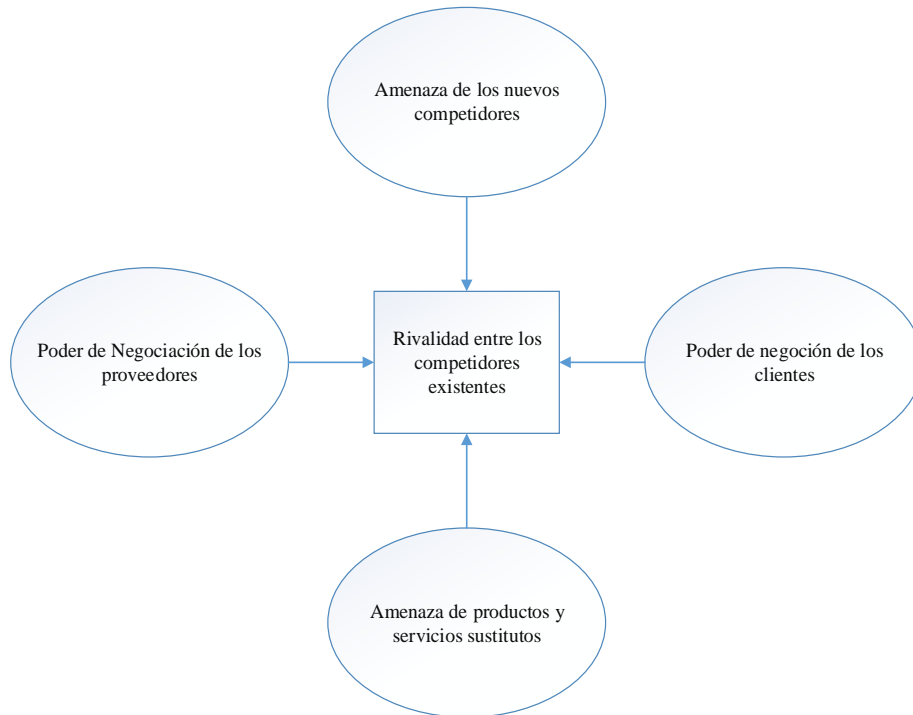 Amenaza de los nuevos
competidores
Poder de Negociación de los
proveedores
Rivalidad entre los
competidores
existentes
Poder de negoción de los
clientes
Amenaza de productos y
servicios sustitutos